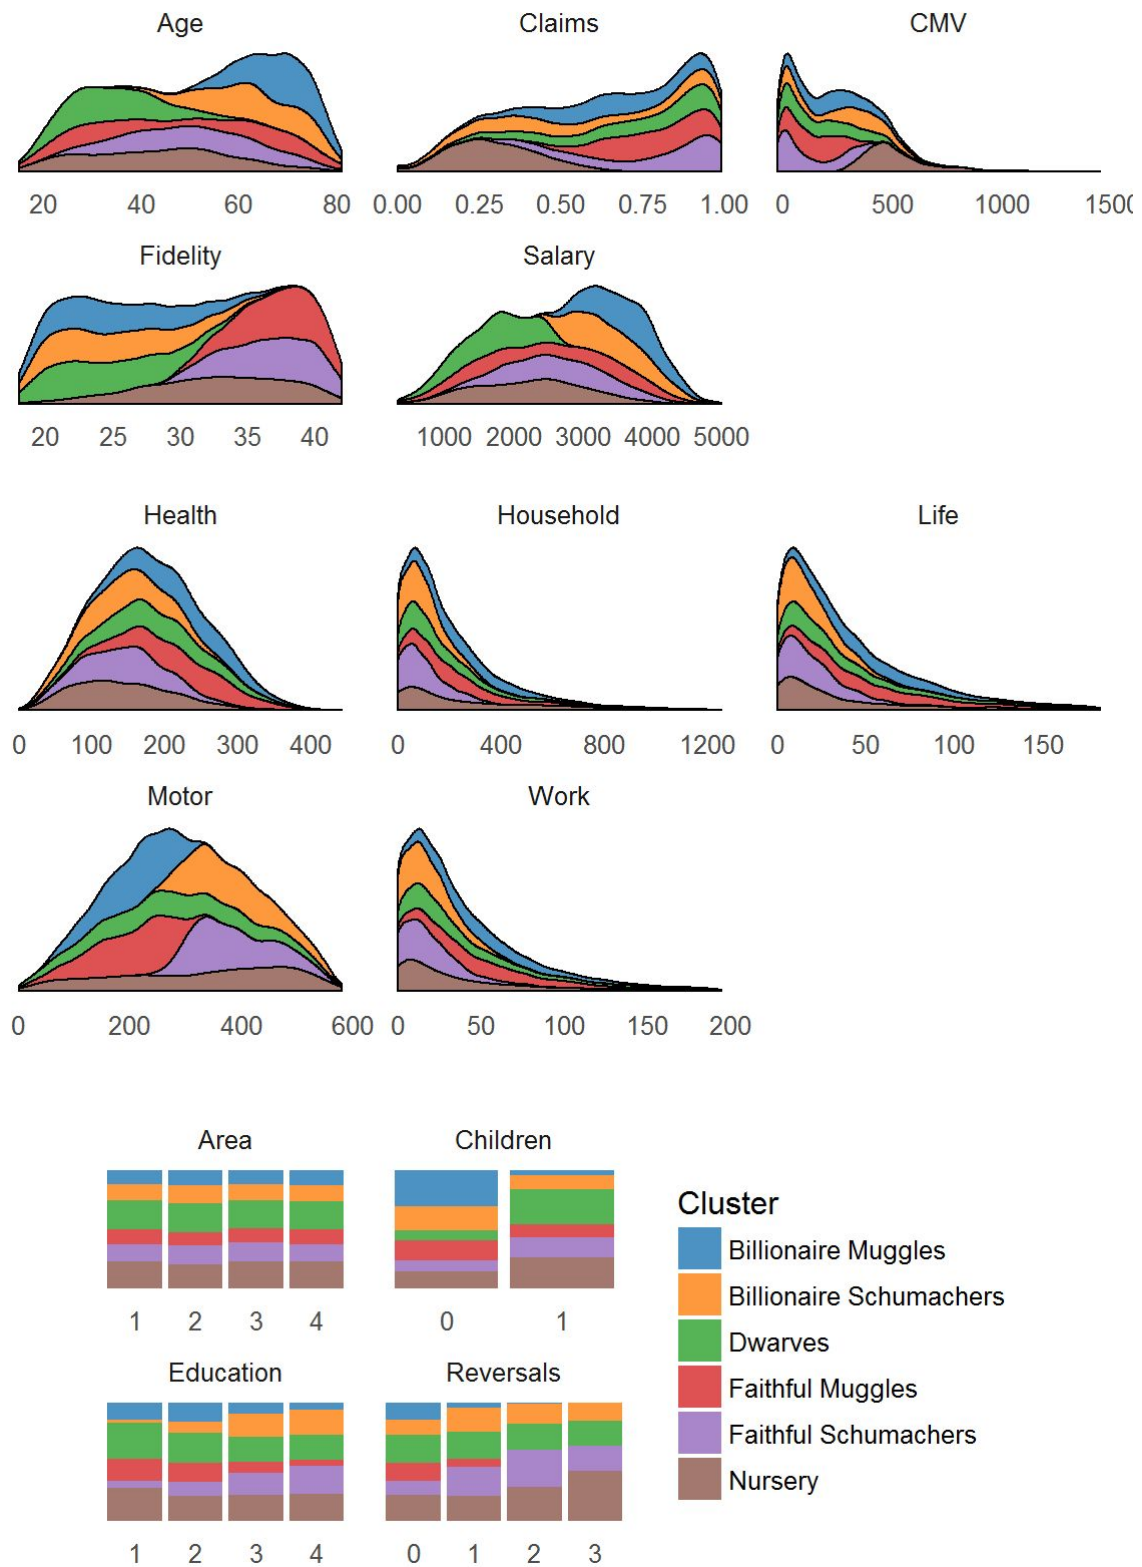 Age Claims CMV
20 40 60 80 0.00 0.25 0.50 0.75 1.00 0 500 1000 1500
Fidelity Salary
20 25 30 35 40 1000 2000 3000 4000 5000
Health Household Life
0 100 200 300 400 0 400 800 1200 0 50 100 150
Motor Work
0 200 400 600 0 50 100 150 200
Area Children
1 2 3 4 0 1
Education Reversals
1 2 3 4 0 1 2 3
Cluster
Billionaire Muggles
Billionaire Schumachers
Dwarves
Faithful Muggles
Faithful Schumachers
Nursery